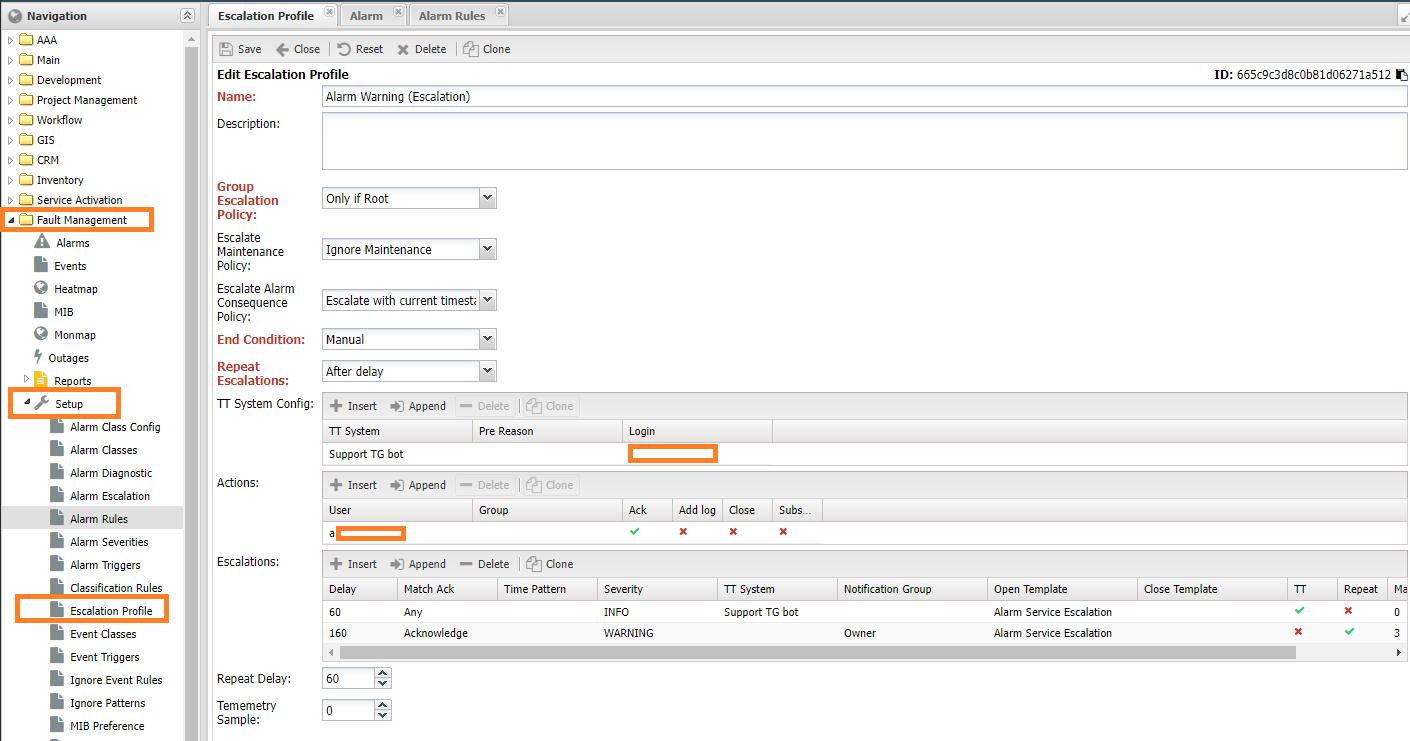 Navigation
AAA
Main
Development
Project Management
Workflow
GIS
CRM
Inventory
Service Activation
Fault Management
Alarms
Events
Heatmap
MIB
Monmap
Outages
Reports
Setup
Alarm Class Config
Alarm Classes
Alarm Diagnostic
Alarm Escalation
Alarm Rules
Alarm Severities
Alarm Triggers
Classification Rules
Escalation Profile
Event Classes
Event Triggers
Ignore Event Rules
Ignore Patterns
MIB Preference
Escalation Profile Alarm Alarm Rules
Save Close Reset Delete Clone
Edit Escalation Profile ID: 665c9c3d8c0b81d06271a512
Name: Alarm Warning (Escalation)
Description:
Group
Escalation
Policy:
Only if Root
Escalate
Maintenance
Policy:
Ignore Maintenance
Escalate Alarm
Consequence
Policy:
Escalate with current timesta
End Condition: Manual
Repeat
Escalations:
After delay
TT System Config: Insert Append Delete Clone
TT System Pre Reason Login
Support TG bot
Actions: Insert Append Delete Clone
User Group Ack Add log Close Subs...
a
Escalations: Insert Append Delete Clone
Delay Match Ack Time Pattern Severity TT System Notification Group Open Template Close Template TT Repeat Ma
60 Any INFO Support TG bot Alarm Service Escalation 0
160 Acknowledge WARNING Owner Alarm Service Escalation 3
Repeat Delay: 60
Tememetry
Sample:
0